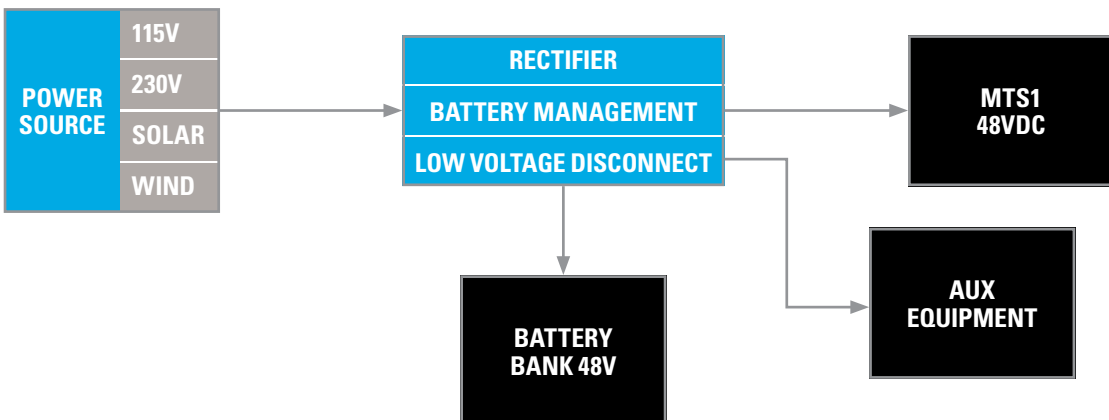 POWER
SOURCE
115V
230V
SOLAR
WIND
RECTIFIER
BATTERY MANAGEMENT
LOW VOLTAGE DISCONNECT
MTS1
48VDC
AUX
EQUIPMENT
BATTERY
BANK 48V